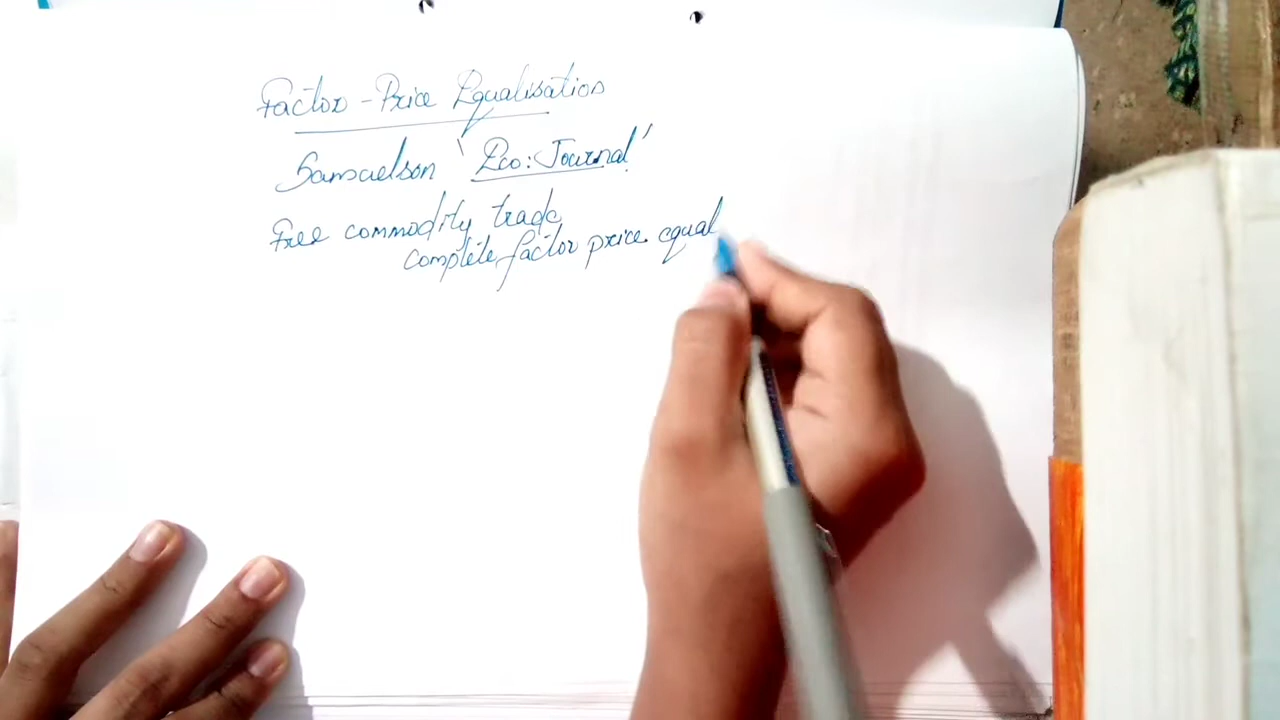 Factor - Price Equalisation
Samuelson 'Eco: Journal'
Free commodity trade
complete factor price equal